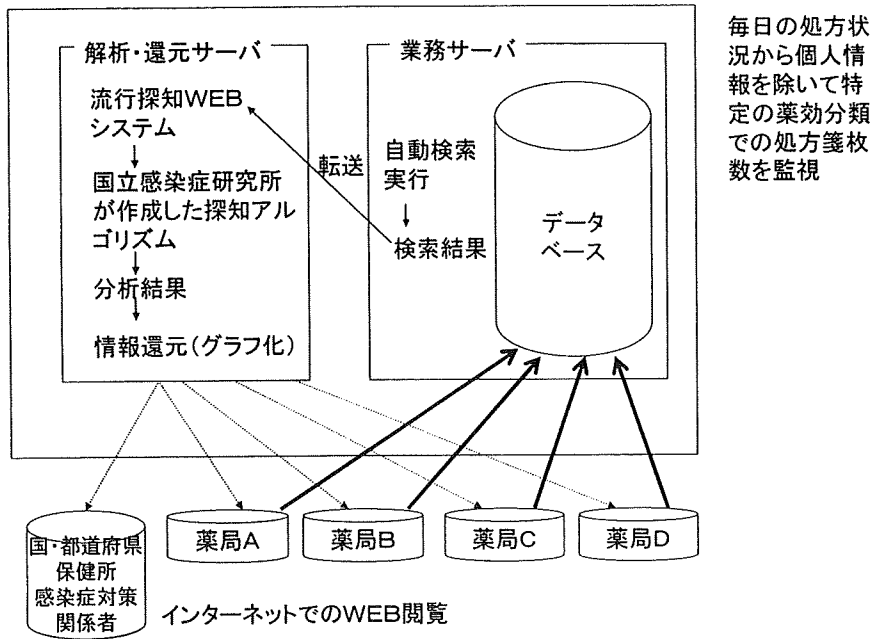 解析・還元サーバ
流行探知WEB
システム
国立感染症研究所
が作成した探知アル
ゴリズム
分析結果
情報還元(グラフ化)
転送
業務サーバ
自動検索
実行
検索結果
データ
ベース
毎日の処方状
況から個人情
報を除いて特
定の薬効分類
での処方箋枚
数を監視
国・都道府県
保健所
感染症対策
関係者
薬局A
薬局B
薬局C
薬局D
インターネットでのWEB閲覧